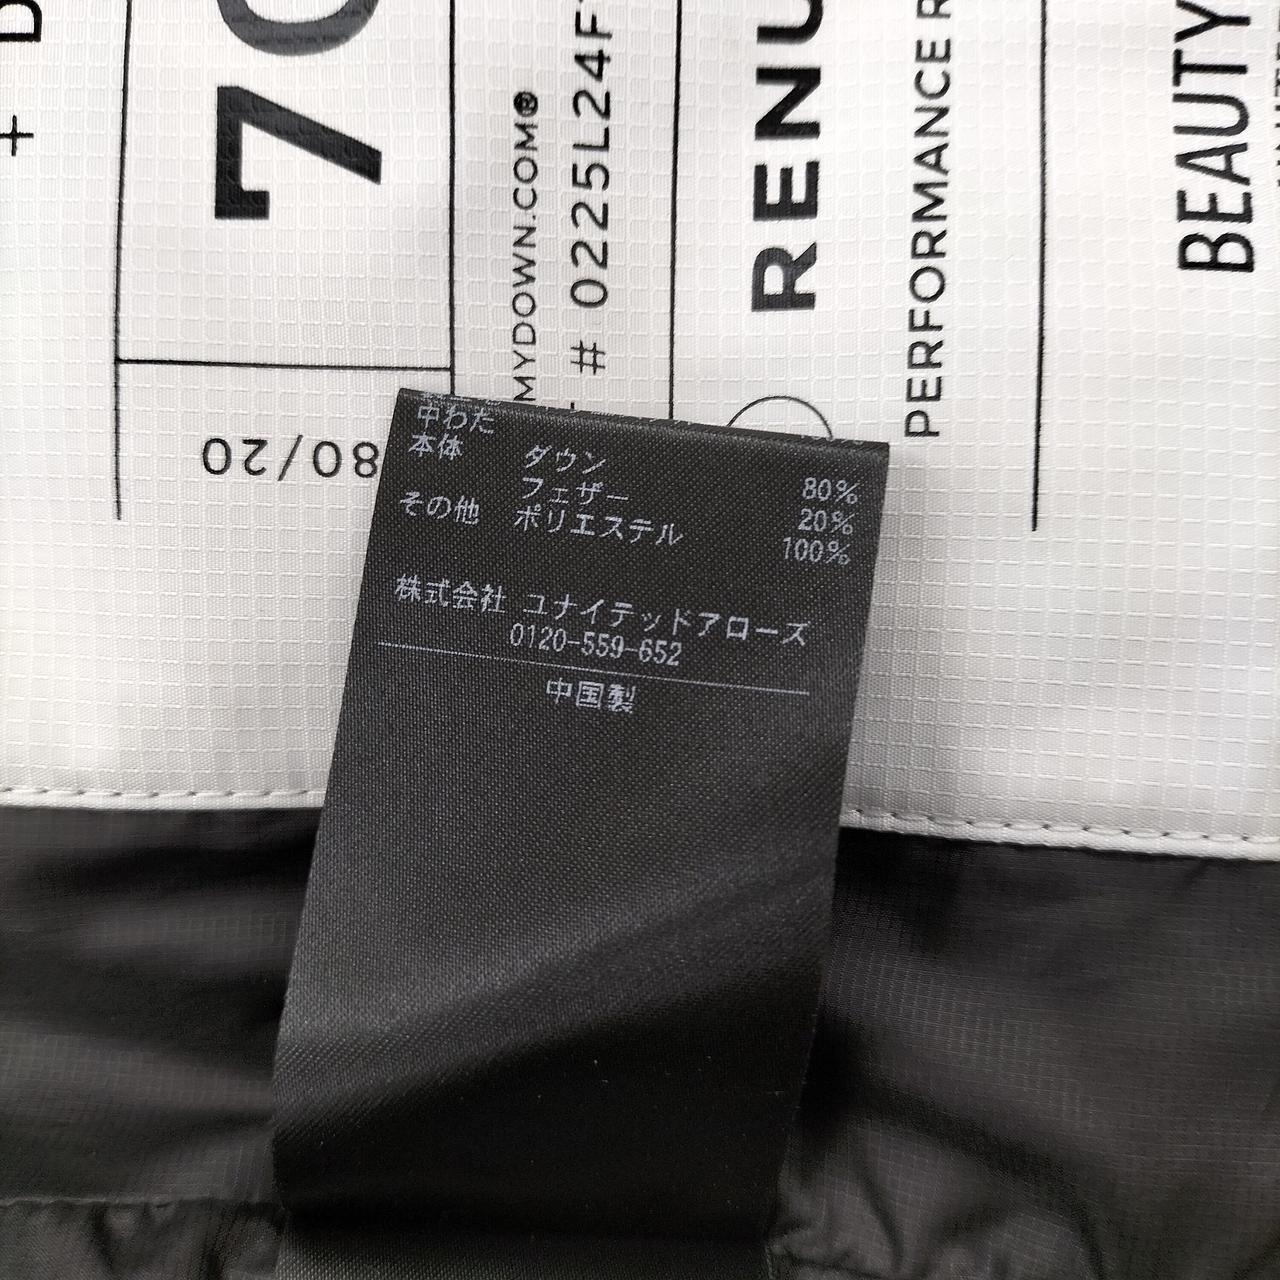 中わた
本体 ダウン 80%
フェザー 20%
その他 ポリエステル 100%
株式会社 ユナイテッドアローズ
0120-559-652
中国製
80/20
MYDOWN.COM®
# 0225L24F
PERFORMANCE
BEAUTY
+